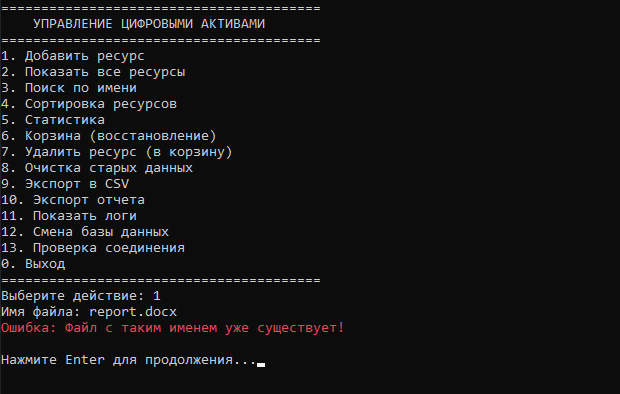 ========================================
УПРАВЛЕНИЕ ЦИФРОВЫМИ АКТИВАМИ
========================================
1. Добавить ресурс
2. Показать все ресурсы
3. Поиск по имени
4. Сортировка ресурсов
5. Статистика
6. Корзина (восстановление)
7. Удалить ресурс (в корзину)
8. Очистка старых данных
9. Экспорт в CSV
10. Экспорт отчета
11. Показать логи
12. Смена базы данных
13. Проверка соединения
0. Выход
========================================
Выберите действие: 1
Имя файла: report.docx
Ошибка: Файл с таким именем уже существует!
Нажмите Enter для продолжения...